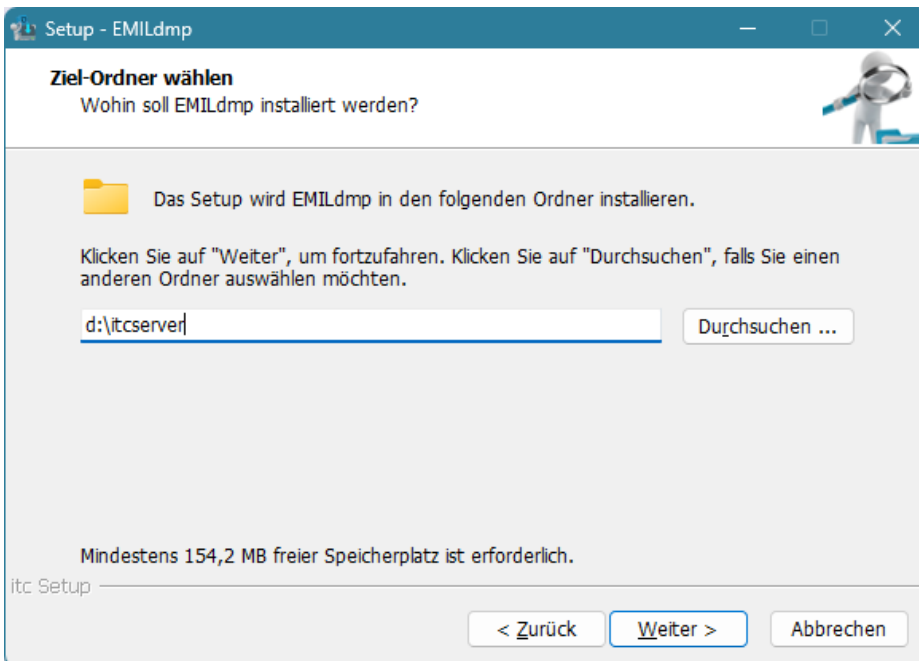 Setup - EMILdmp
Ziel-Ordner wählen
Wohin soll EMILdmp installiert werden?
Das Setup wird EMILdmp in den folgenden Ordner installieren.
Klicken Sie auf "Weiter", um fortzufahren. Klicken Sie auf "Durchsuchen", falls Sie einen
anderen Ordner auswählen möchten.
d:\itcserver
Durchsuchen ...
Mindestens 154,2 MB freier Speicherplatz ist erforderlich.
itc Setup
< Zurück
Weiter >
Abbrechen